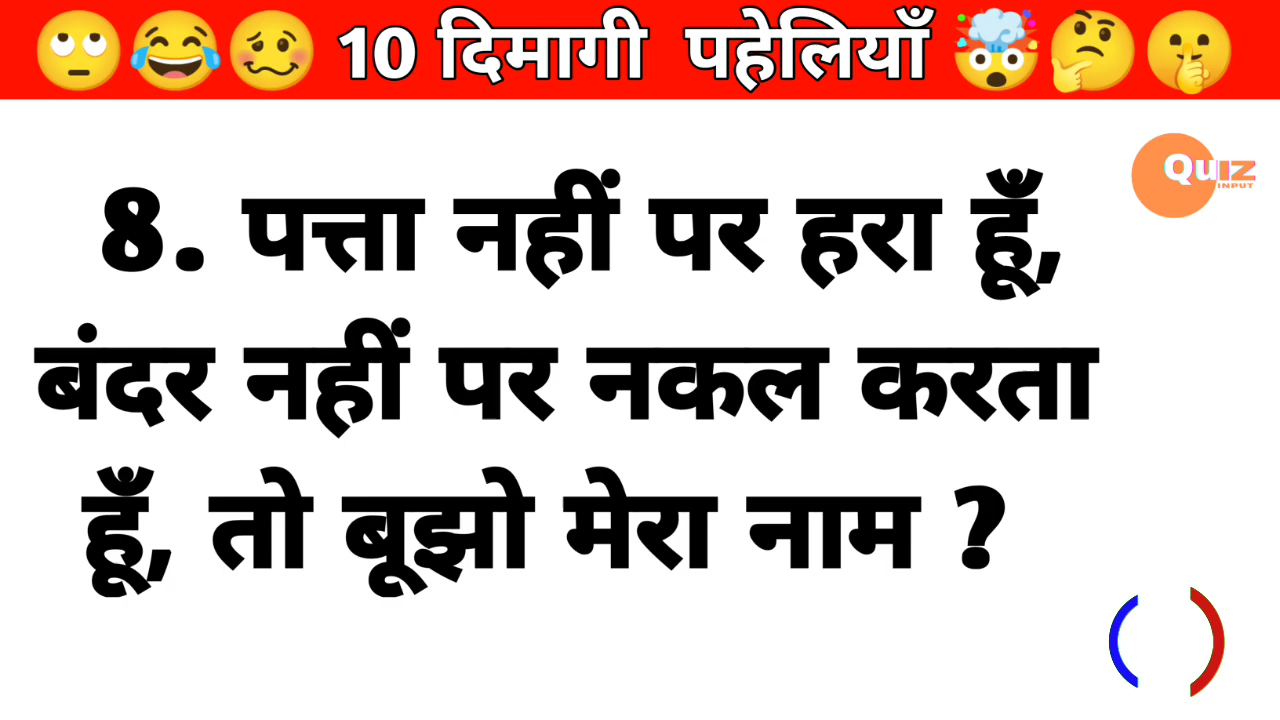 10 दिमागी पहेलियाँ
Quiz
INPUT
8. पत्ता नहीं पर हरा हूँ,
बंदर नहीं पर नकल करता
हूँ, तो बूझो मेरा नाम ?